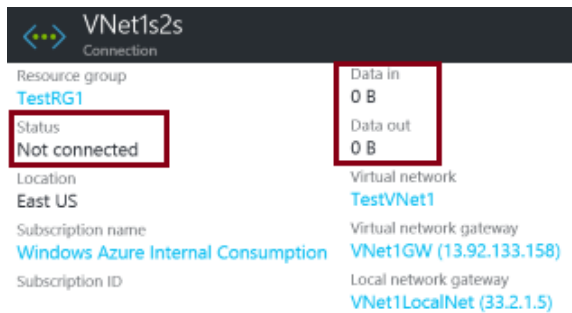 VNet1s2s
Connection
Resource group
TestRG1
Status
Not connected
Location
East US
Subscription name
Windows Azure Internal Consumption
Subscription ID
Data in
0 B
Data out
0 B
Virtual network
TestVNet1
Virtual network gateway
VNet1GW (13.92.133.158)
Local network gateway
VNet1LocalNet (33.2.1.5)